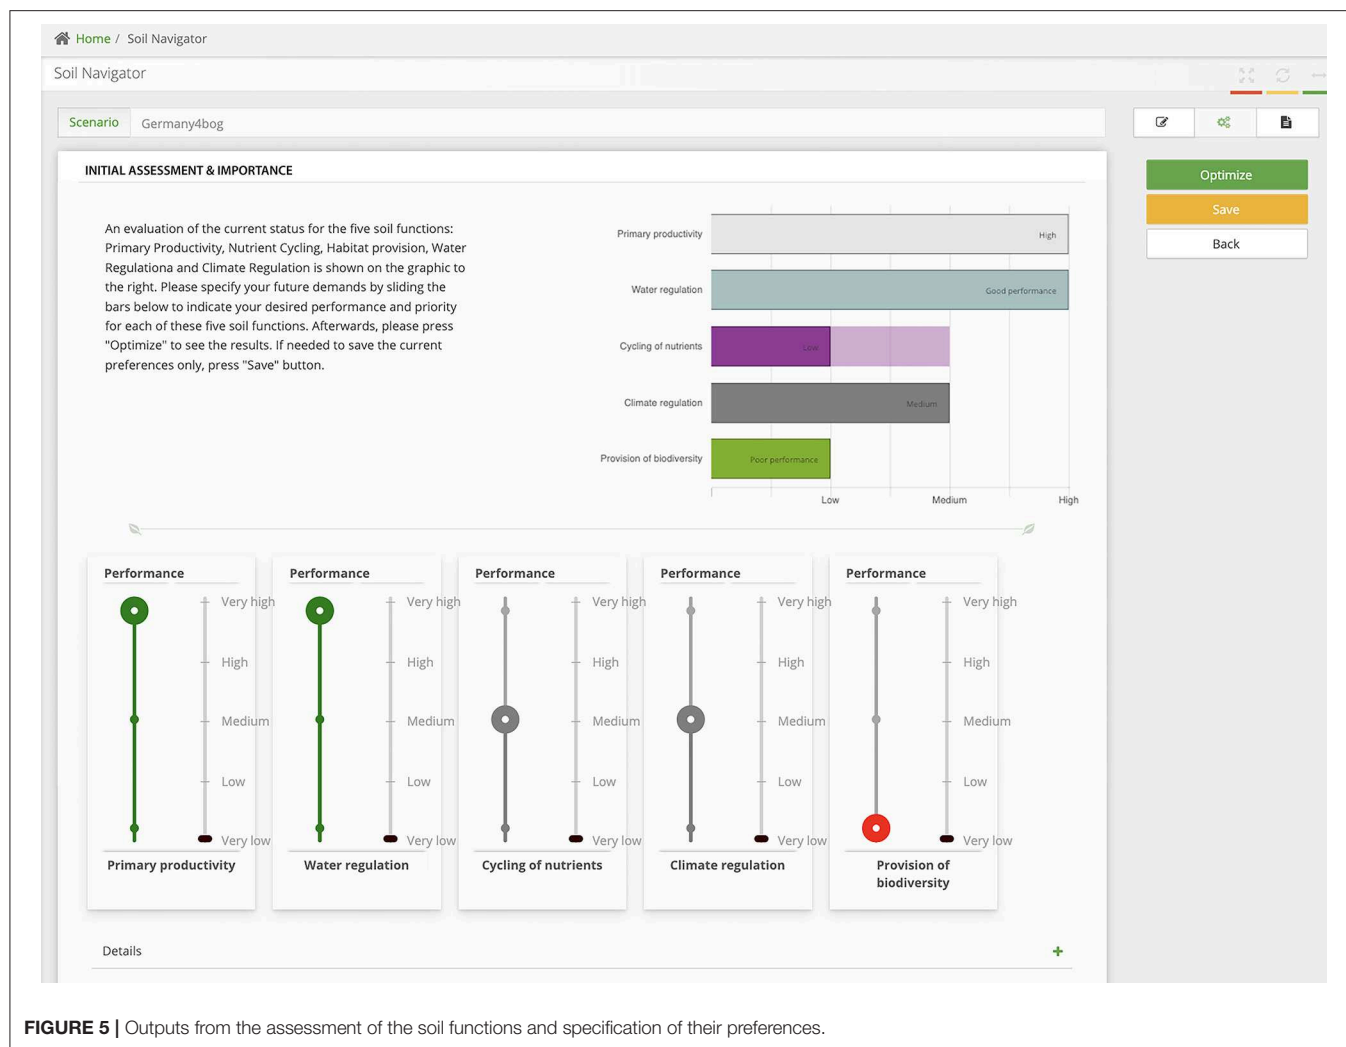 Home / Soil Navigator
Soil Navigator
Scenario Germany4bog
INITIAL ASSESSMENT & IMPORTANCE
An evaluation of the current status for the five soil functions:
Primary Productivity, Nutrient Cycling, Habitat provision, Water
Regulationa and Climate Regulation is shown on the graphic to
the right. Please specify your future demands by sliding the
bars below to indicate your desired performance and priority
for each of these five soil functions. Afterwards, please press
"Optimize" to see the results. If needed to save the current
preferences only, press "Save" button.
Primary productivity High
Water regulation Good performance
Cycling of nutrients Low
Climate regulation Medium
Provision of biodiversity Poor performance
Low Medium High
Optimize
Save
Back
Performance
Very high
High
Medium
Low
Very low
Primary productivity
Performance
Very high
High
Medium
Low
Very low
Water regulation
Performance
Very high
High
Medium
Low
Very low
Cycling of nutrients
Performance
Very high
High
Medium
Low
Very low
Climate regulation
Performance
Very high
High
Medium
Low
Very low
Provision of
biodiversity
Details
FIGURE 5 | Outputs from the assessment of the soil functions and specification of their preferences.